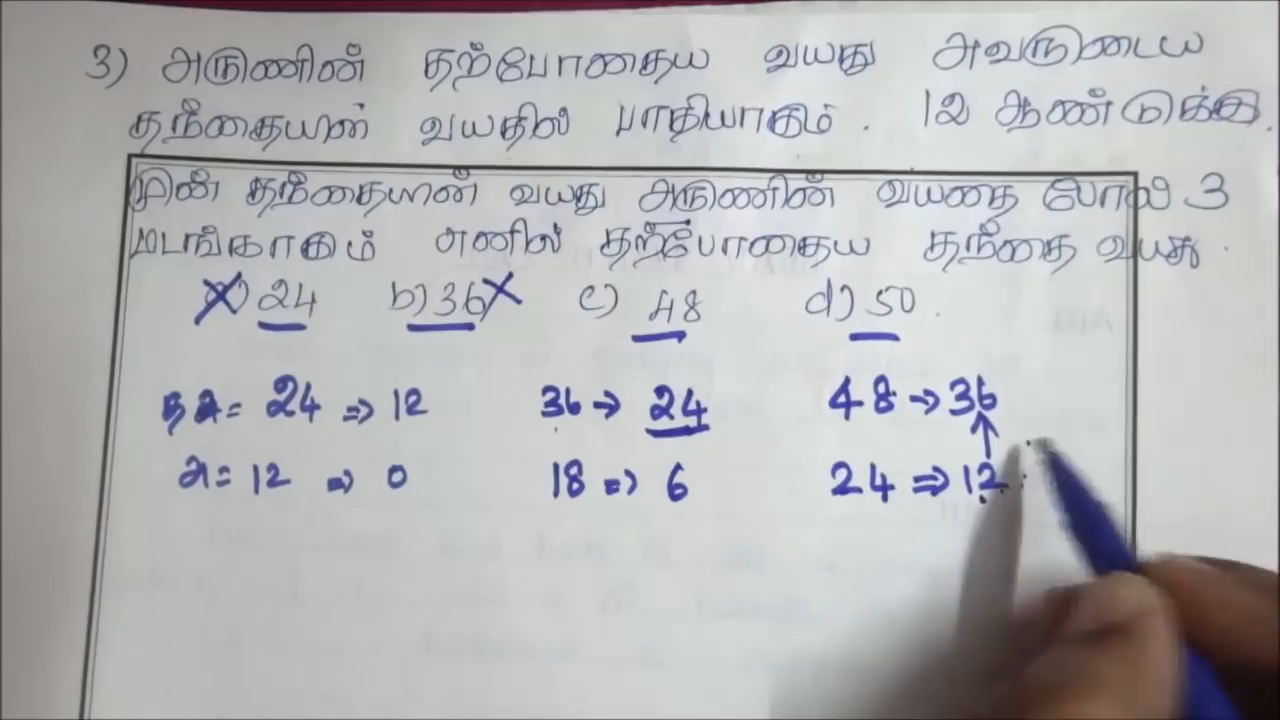 3) அருணின் தற்போதைய வயது அவருடைய
தந்தையின் வயதில் பாதியாகும். 12 ஆண்டுக்கு
முன் தந்தையின் வயது அருணின் வயதை போல் 3
மடங்காகும் எனில் தற்போதைய தந்தை வயது.
a) 24 b) 36 c) 48 d) 50.
த அ = 24 => 12 36 -> 24 48 -> 36
அ = 12 => 0 18 => 6 24 => 12